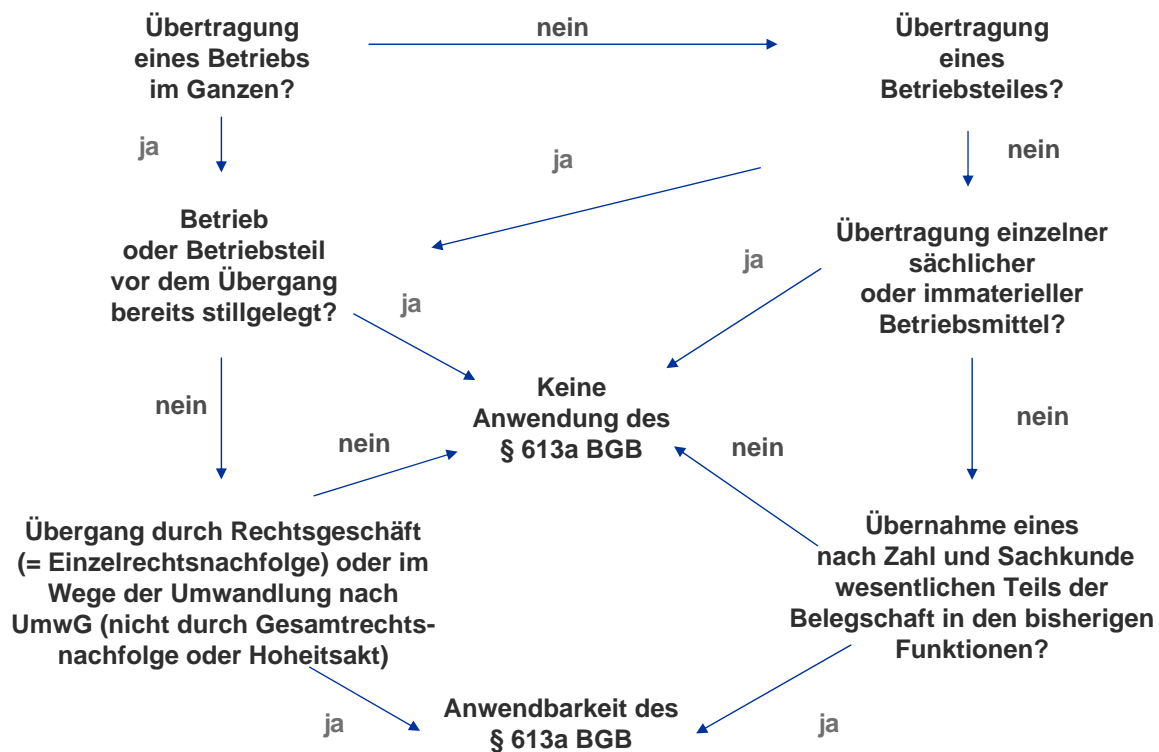 Übertragung
eines Betriebs
im Ganzen?
nein
Übertragung
eines
Betriebsteiles?
ja
ja
nein
Betrieb
oder Betriebsteil
vor dem Übergang
bereits stillgelegt?
ja
ja
Übertragung einzelner
sächlicher
oder immaterieller
Betriebsmittel?
nein
Keine
Anwendung des
§ 613a BGB
nein
nein
nein
Übergang durch Rechtsgeschäft
(= Einzelrechtsnachfolge) oder im
Wege der Umwandlung nach
UmwG (nicht durch Gesamtrechts-
nachfolge oder Hoheitsakt)
Übernahme eines
nach Zahl und Sachkunde
wesentlichen Teils der
Belegschaft in den bisherigen
Funktionen?
ja
Anwendbarkeit des
§ 613a BGB
ja